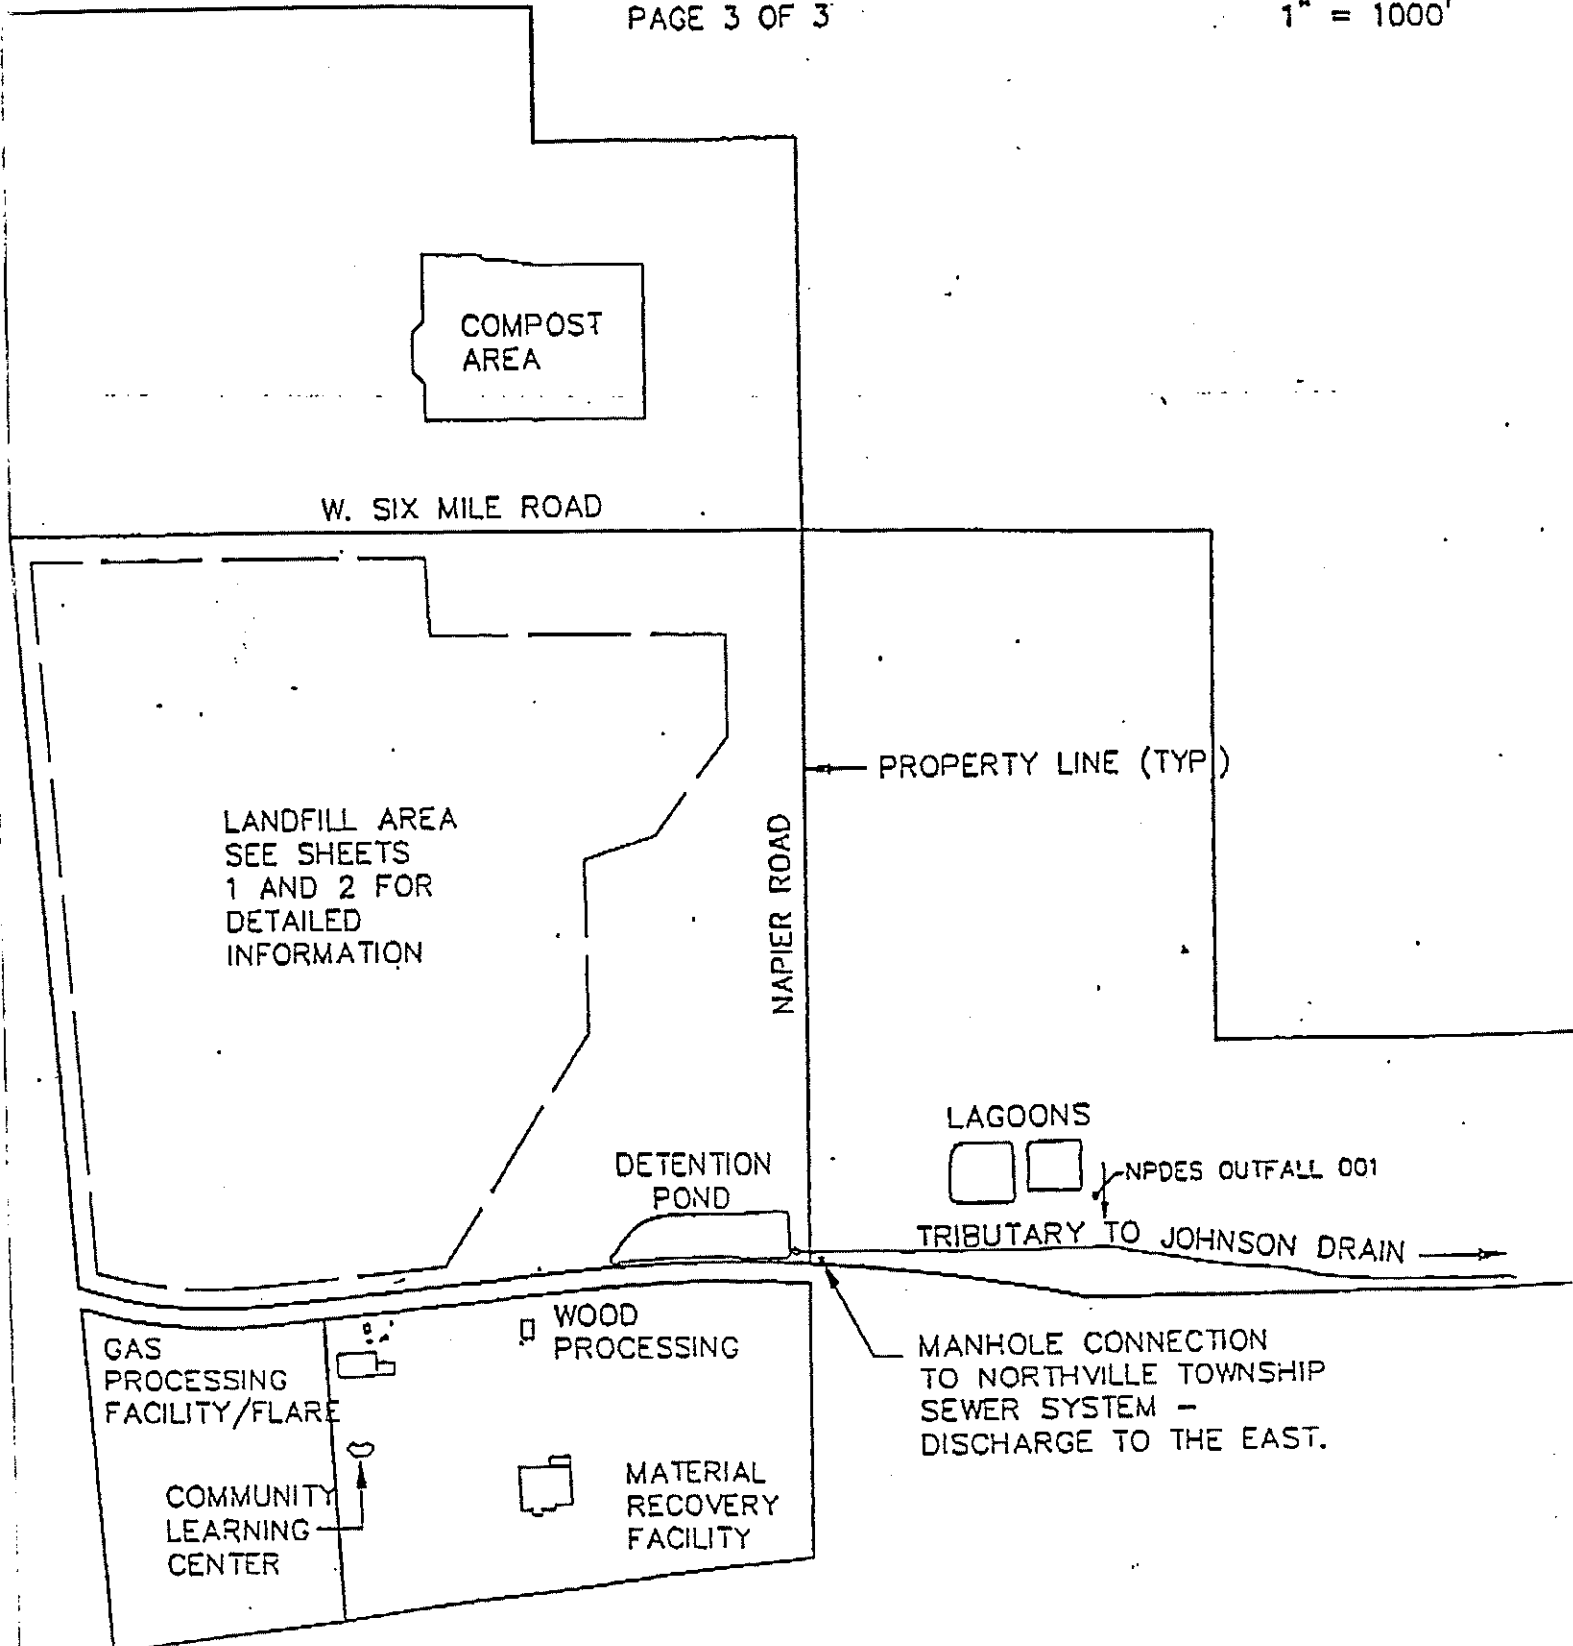 PAGE 3 OF 3
1" = 1000'
COMPOST
AREA
W. SIX MILE ROAD
PROPERTY LINE (TYP)
LANDFILL AREA
SEE SHEETS
1 AND 2 FOR
DETAILED
INFORMATION
NAPIER ROAD
LAGOONS
DETENTION
POND
NPDES OUTFALL 001
TRIBUTARY TO JOHNSON DRAIN
WOOD
PROCESSING
GAS
PROCESSING
FACILITY/FLARE
MANHOLE CONNECTION
TO NORTHVILLE TOWNSHIP
SEWER SYSTEM -
DISCHARGE TO THE EAST.
COMMUNITY
LEARNING
CENTER
MATERIAL
RECOVERY
FACILITY